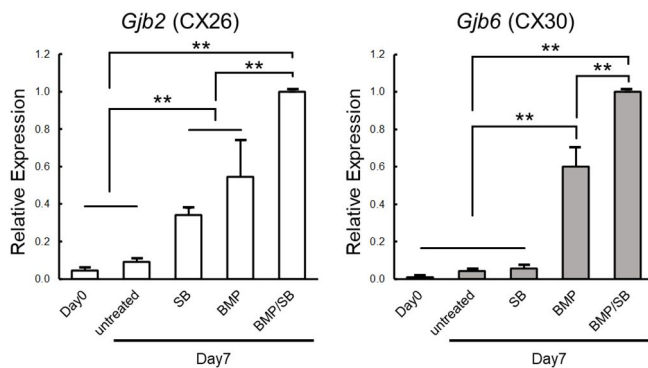 Gjb2 (CX26)
Relative Expression
1.2
1.0
0.8
0.6
0.4
0.2
0.0
**
**
**
Day0
untreated
SB
BMP
BMP/SB
Day7
Gjb6 (CX30)
Relative Expression
1.2
1.0
0.8
0.6
0.4
0.2
0.0
**
**
**
Day0
untreated
SB
BMP
BMP/SB
Day7